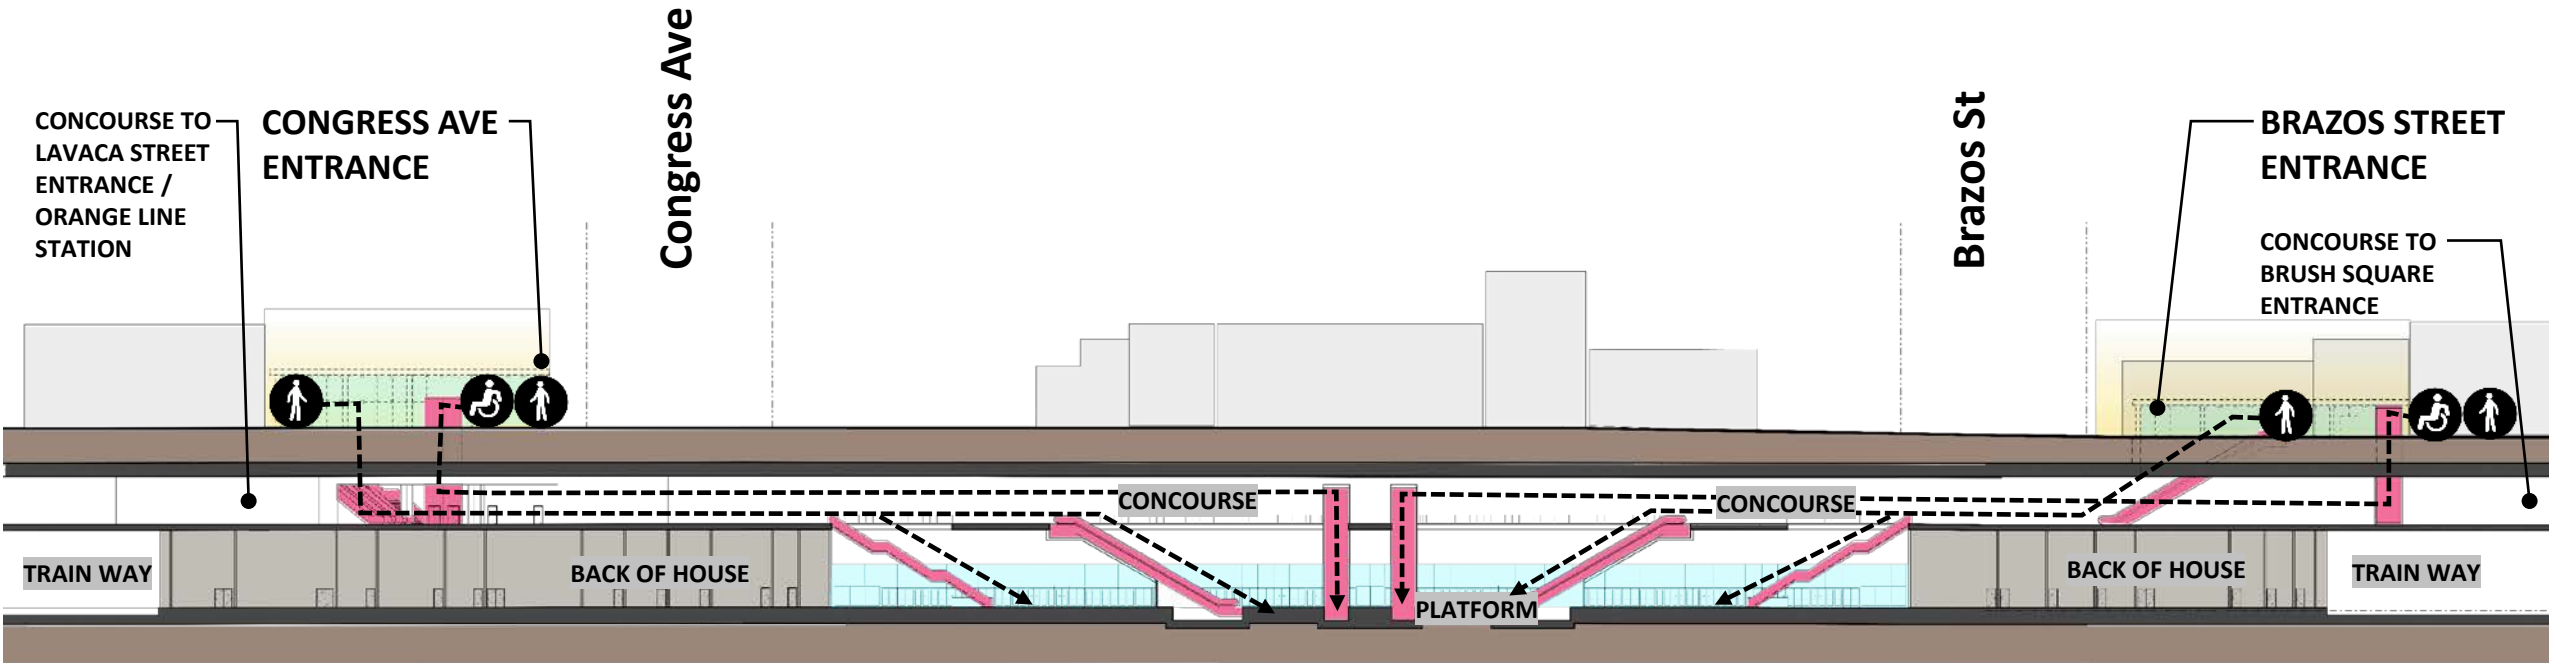 Congress Ave
Brazos St
CONCOURSE TO
LAVACA STREET
ENTRANCE /
ORANGE LINE
STATION
CONGRESS AVE
ENTRANCE
BRAZOS STREET
ENTRANCE
CONCOURSE TO
BRUSH SQUARE
ENTRANCE
CONCOURSE
CONCOURSE
TRAIN WAY
BACK OF HOUSE
PLATFORM
BACK OF HOUSE
TRAIN WAY